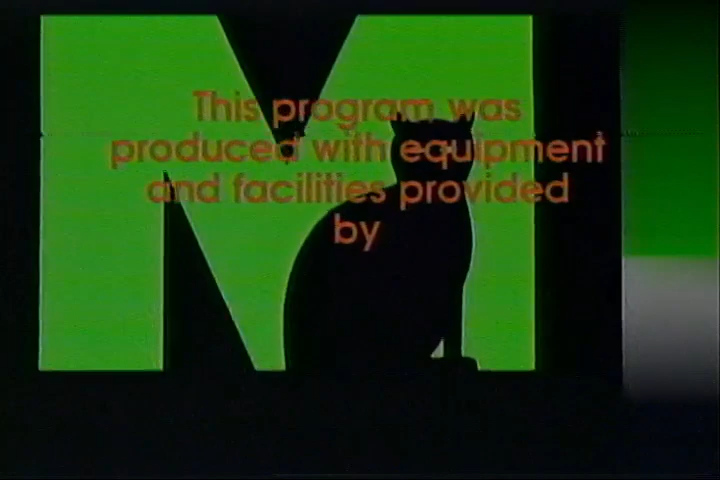 M
This program was
produced with equipment
and facilities provided
by